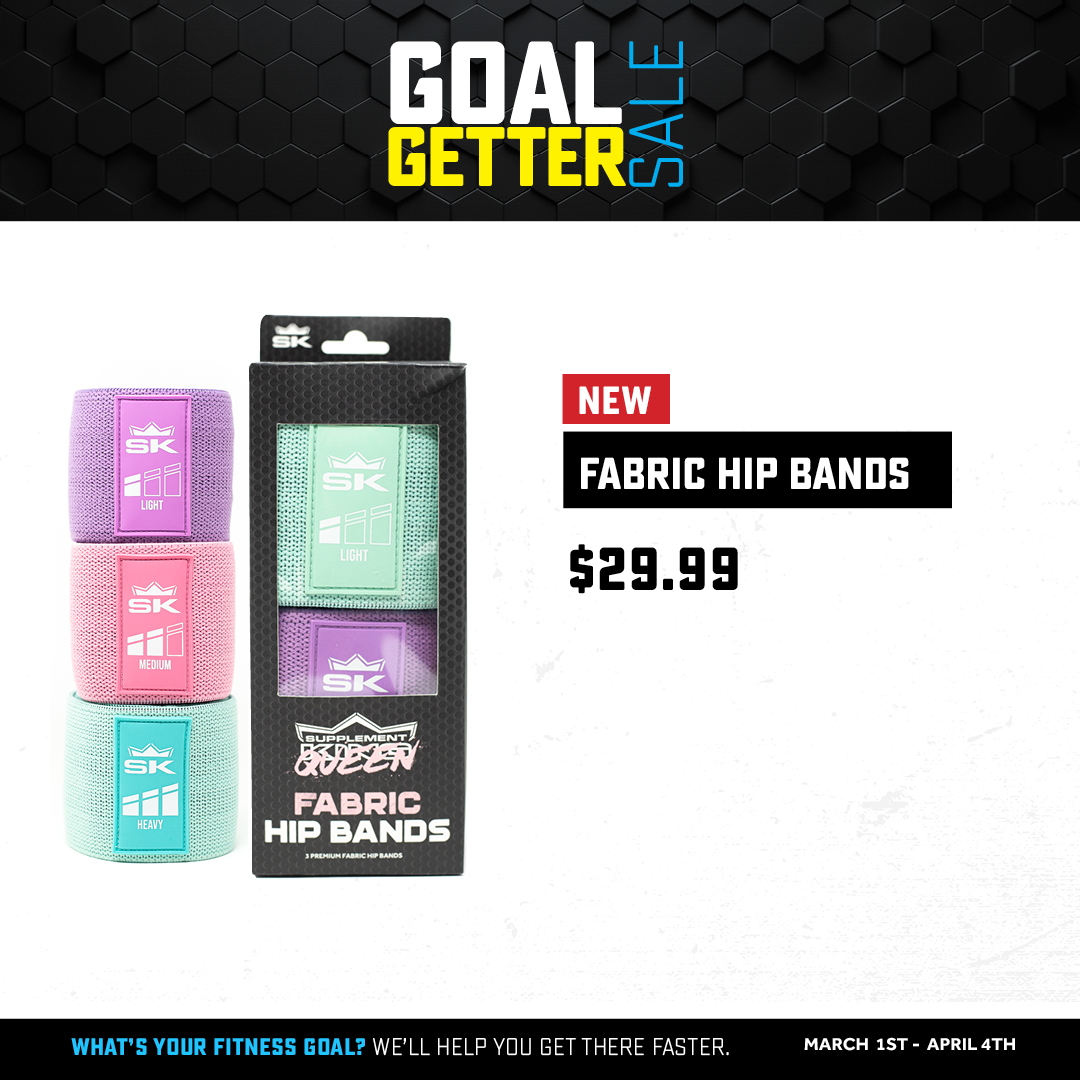 GOAL
GETTER
SALE
SK
SK
LIGHT
SK
MEDIUM
SK
HEAVY
SK
LIGHT
SK
SUPPLEMENT
QUEEN
FABRIC
HIP BANDS
3 PREMIUM FABRIC HIP BANDS
NEW
FABRIC HIP BANDS
$29.99
WHAT'S YOUR FITNESS GOAL? WE'LL HELP YOU GET THERE FASTER.
MARCH 1ST - APRIL 4TH